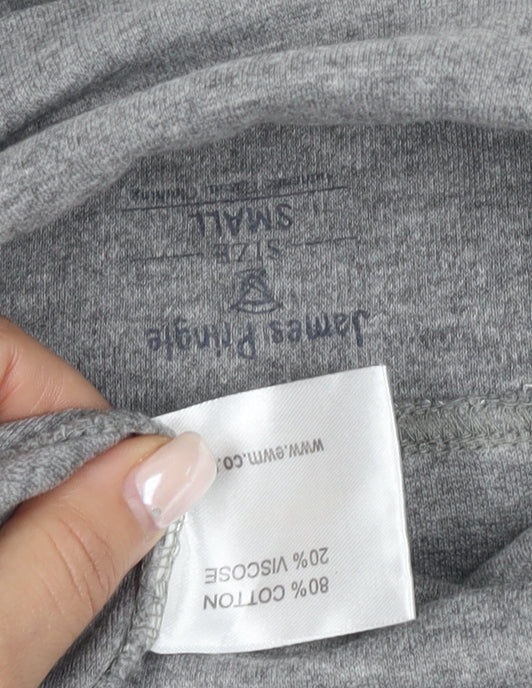 James Pringle
SIZE
SMALL
80% COTTON
20% VISCOSE
www.ewm.co.